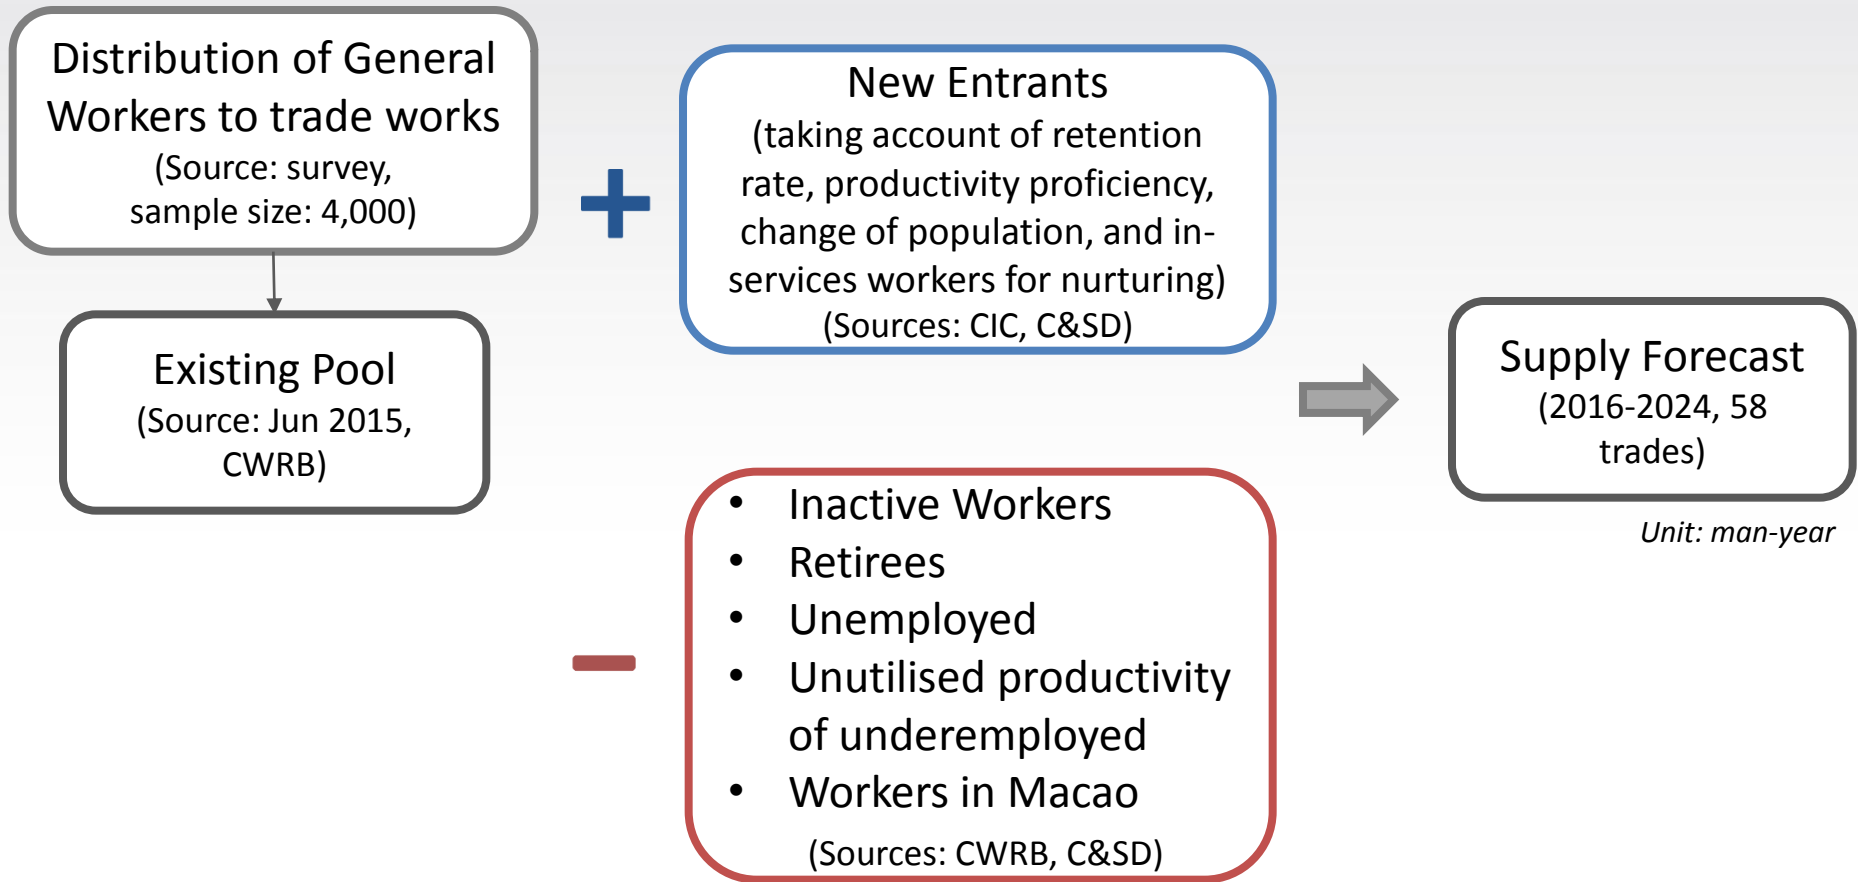 Distribution of General
Workers to trade works
(Source: survey,
sample size: 4,000)
Existing Pool
(Source: Jun 2015,
CWRB)
+
New Entrants
(taking account of retention
rate, productivity proficiency,
change of population, and in-
services workers for nurturing)
(Sources: CIC, C&SD)
–
• Inactive Workers
• Retirees
• Unemployed
• Unutilised productivity
of underemployed
• Workers in Macao
(Sources: CWRB, C&SD)
Supply Forecast
(2016-2024, 58
trades)
Unit: man-year